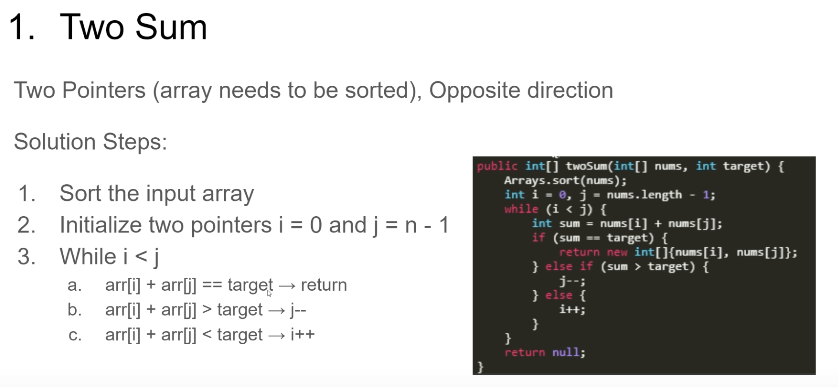 1. Two Sum
Two Pointers (array needs to be sorted), Opposite direction
Solution Steps:
1. Sort the input array
2. Initialize two pointers i = 0 and j = n - 1
3. While i < j
a. arr[i] + arr[j] == target → return
b. arr[i] + arr[j] > target → j--
c. arr[i] + arr[j] < target → i++
public int[] twoSum(int[] nums, int target) {
Arrays.sort(nums);
int i = 0, j = nums.length - 1;
while (i < j) {
int sum = nums[i] + nums[j];
if (sum == target) {
return new int[]{nums[i], nums[j]};
} else if (sum > target) {
j--;
} else {
i++;
}
}
return null;
}